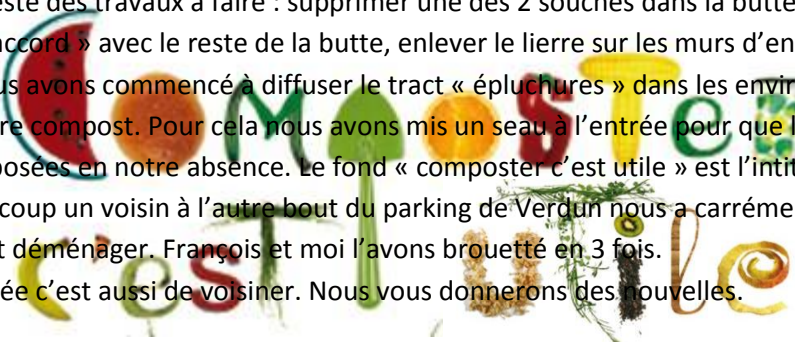 este des travaux à faire : supprimer une des 2 souches dans la butte
accord » avec le reste de la butte, enlever le lierre sur les murs d’en
us avons commencé à diffuser le tract « épluchures » dans les envir
re compost. Pour cela nous avons mis un seau à l’entrée pour que l
posées en notre absence. Le fond « composter c’est utile » est l’intit
coup un voisin à l’autre bout du parking de Verdun nous a carréme
t déménager. François et moi l’avons brouetté en 3 fois.
ée c’est aussi de voisiner. Nous vous donnerons des nouvelles.
COMPOSTer
c'esT utile